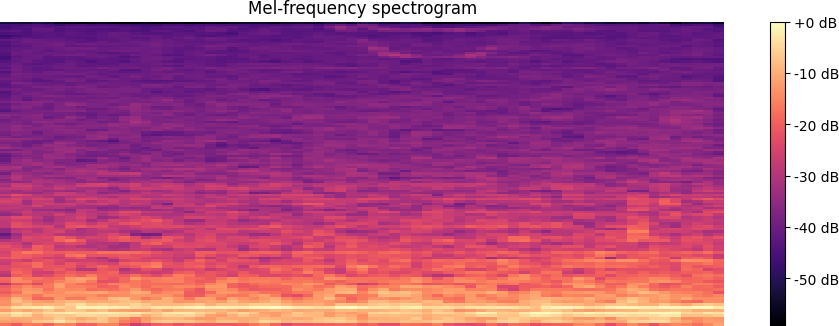 Mel-frequency spectrogram
+0 dB
-10 dB
-20 dB
-30 dB
-40 dB
-50 dB